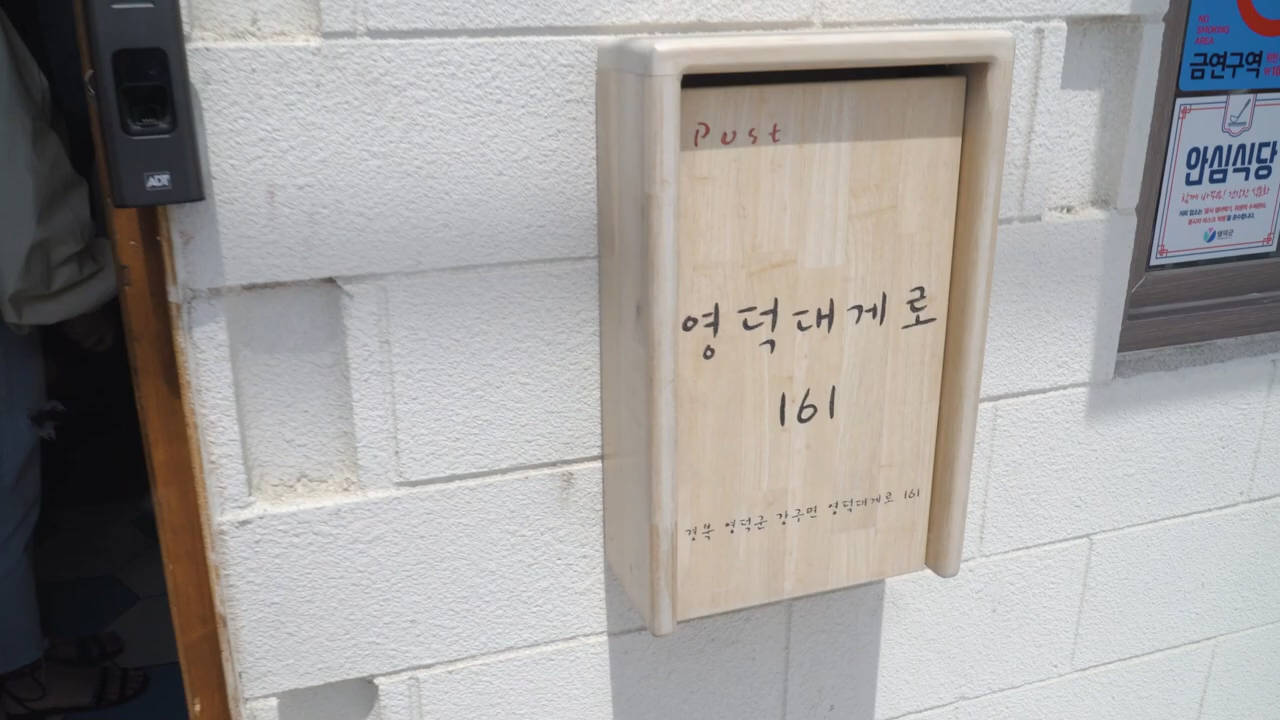 Post
영덕대게로
161
경북 영덕군 강구면 영덕대게로 161
ADT
NO
SMOKING
AREA
금연구역
안심식당
영덕군